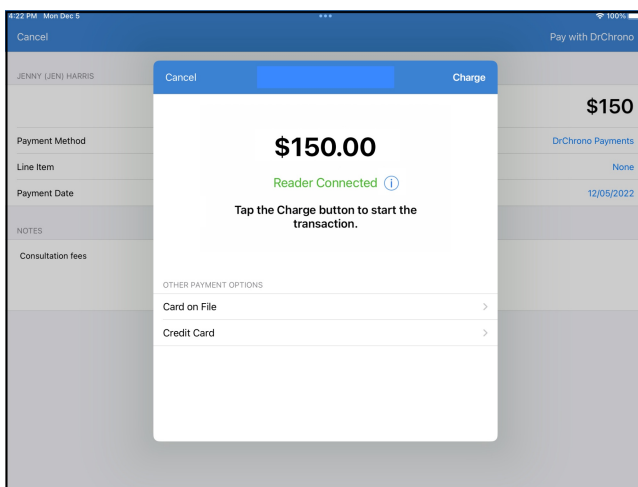 4:22 PM Mon Dec 5
100%
Cancel
Pay with DrChrono
JENNY (JEN) HARRIS
$150
Payment Method
DrChrono Payments
Line Item
None
Payment Date
12/05/2022
NOTES
Consultation fees
Cancel
Charge
$150.00
Reader Connected
Tap the Charge button to start the
transaction.
OTHER PAYMENT OPTIONS
Card on File
Credit Card